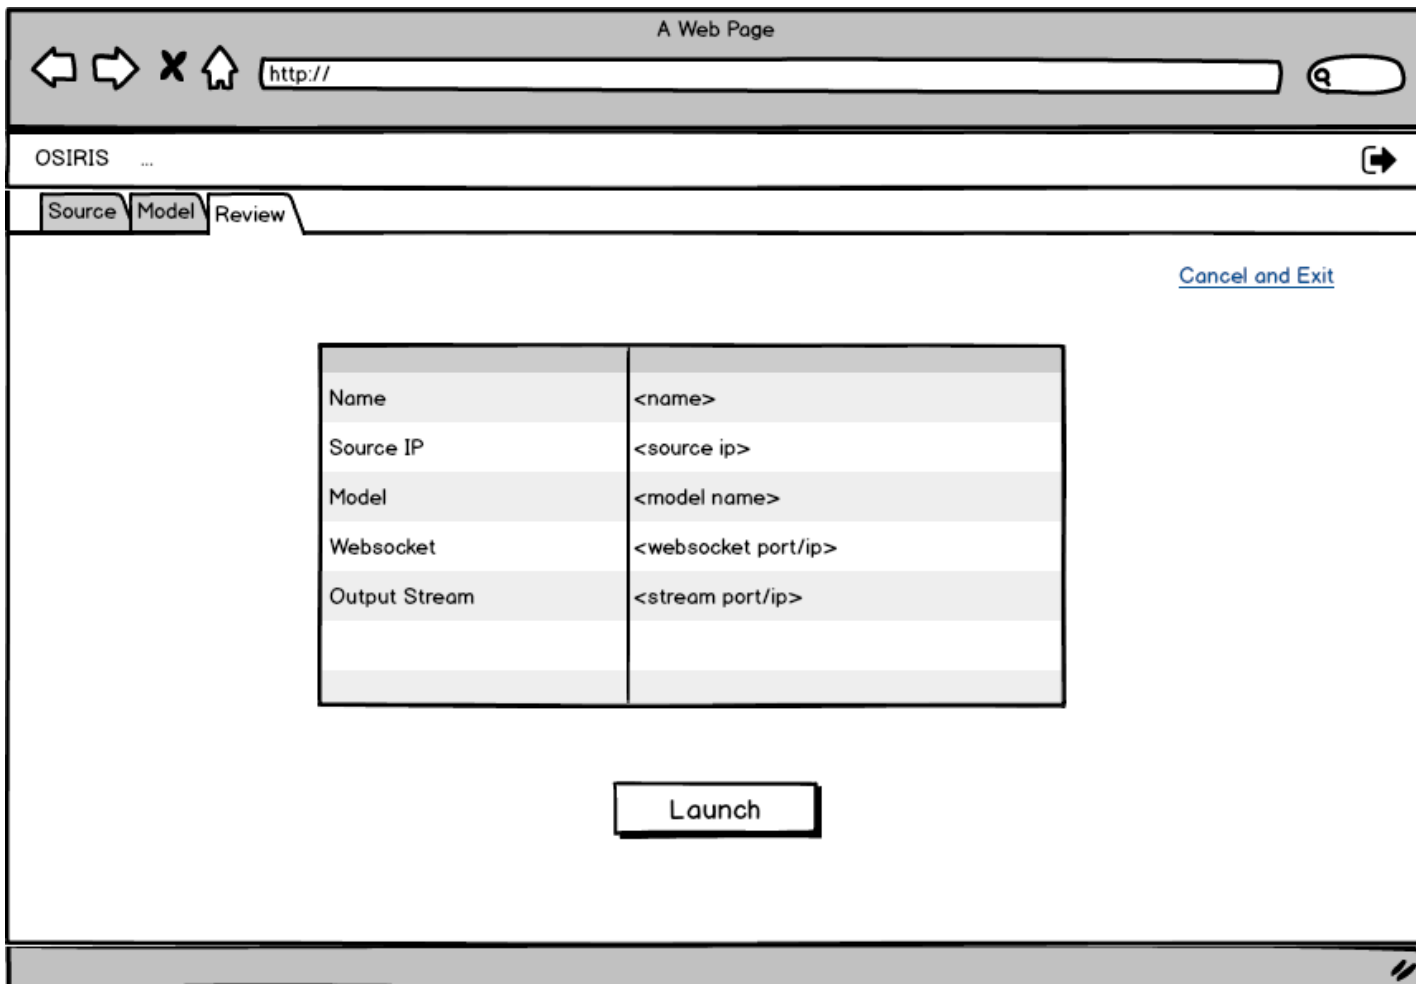 A Web Page
http://
OSIRIS ...
Source Model Review
Cancel and Exit
Name <name>
Source IP <source ip>
Model <model name>
Websocket <websocket port/ip>
Output Stream <stream port/ip>
Launch